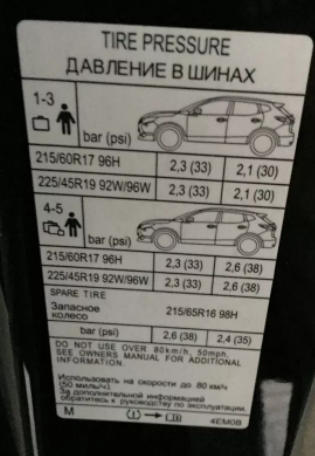 TIRE PRESSURE
ДАВЛЕНИЕ В ШИНАХ
1-3
bar (psi)
215/60R17 96H 2,3 (33) 2,1 (30)
225/45R19 92W/96W 2,3 (33) 2,1 (30)
4-5
bar (psi)
215/60R17 96H 2,3 (33) 2,6 (38)
225/45R19 92W/96W 2,3 (33) 2,6 (38)
SPARE TIRE
Запасное
колесо 215/65R16 98H
bar (psi) 2,6 (38) 2,4 (35)
DO NOT USE OVER 80km/h, 50mph.
SEE OWNERS MANUAL FOR ADDITIONAL
INFORMATION.
Использовать на скорости до 80 км/ч
(50 миль/ч)
За дополнительной информацией
обратитесь к руководству по эксплуатации.
M 4EM0B